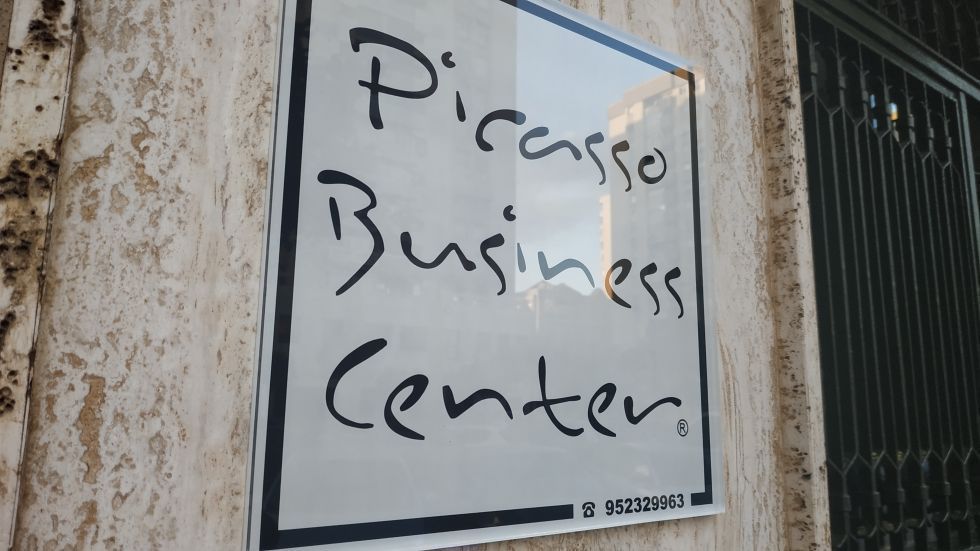 Picasso
Business
Center®
☎ 952329963